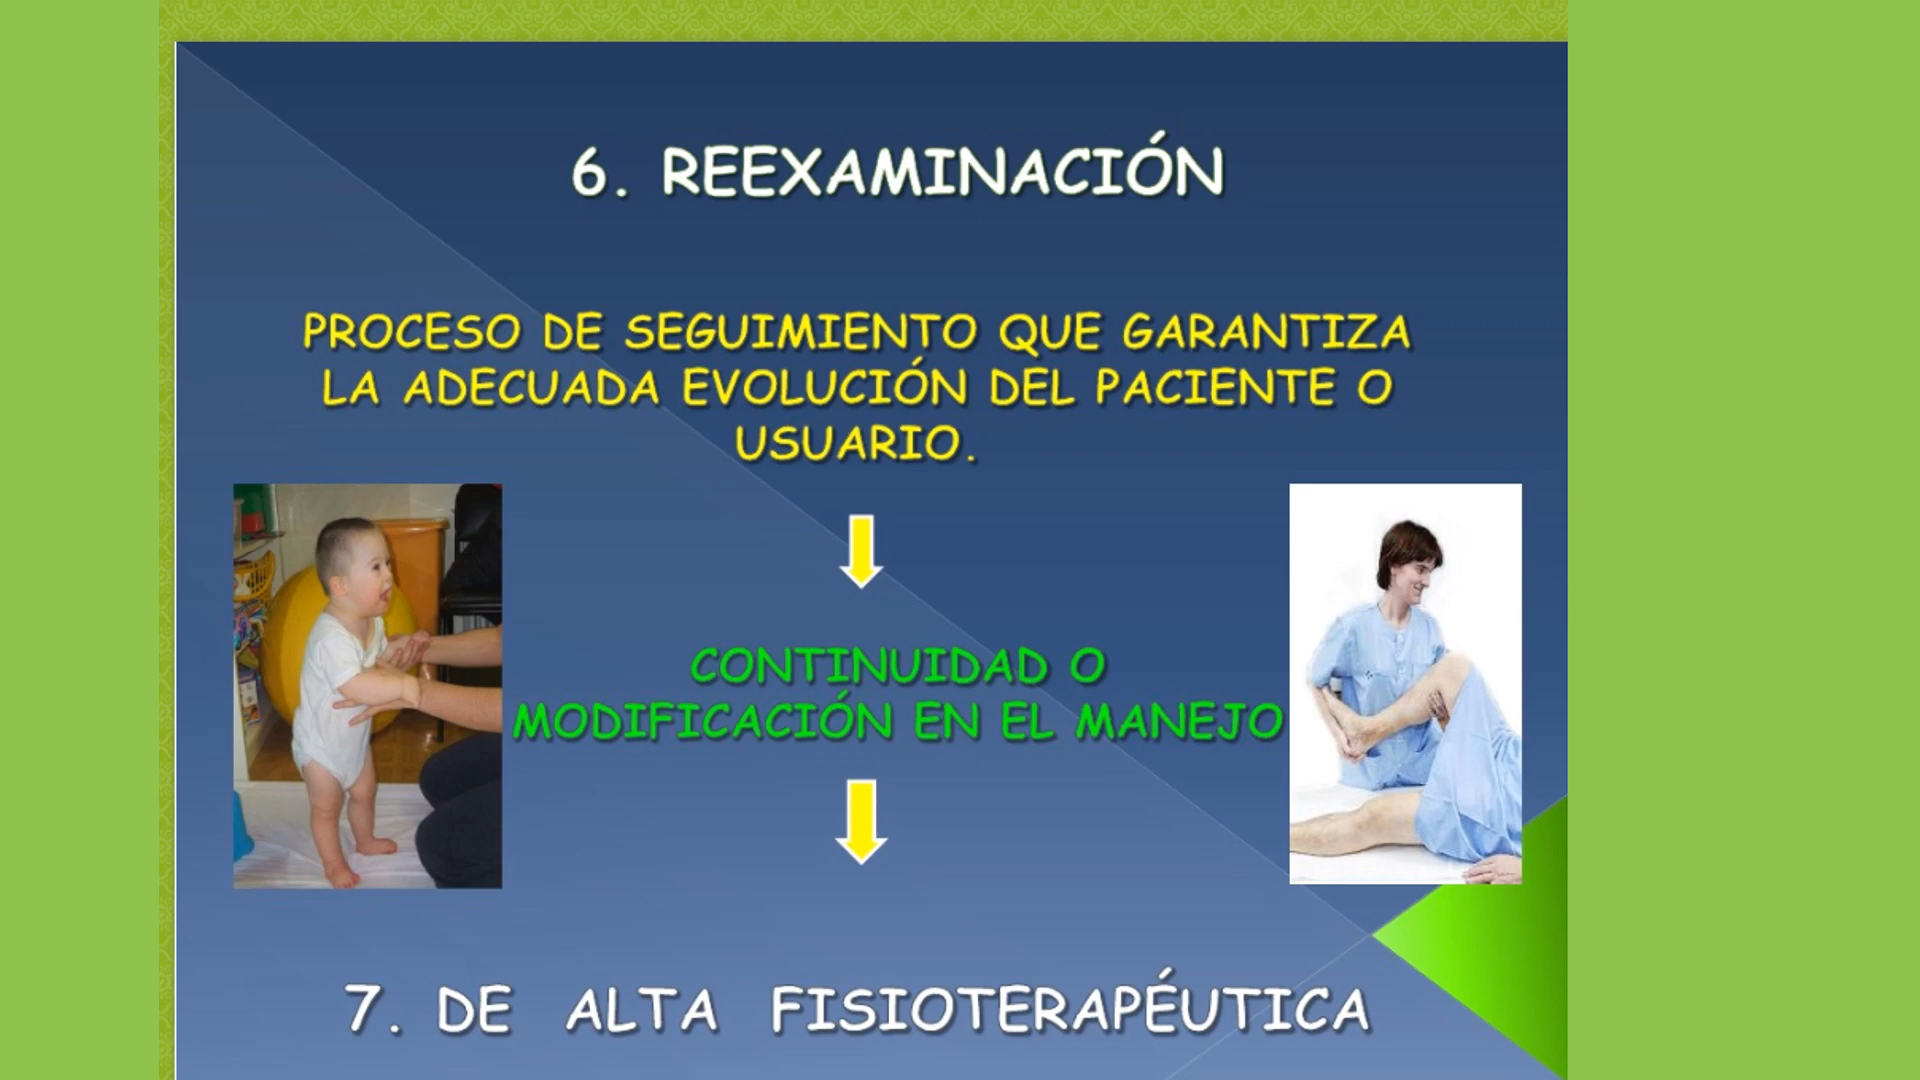 6. REEXAMINACIÓN
PROCESO DE SEGUIMIENTO QUE GARANTIZA
LA ADECUADA EVOLUCIÓN DEL PACIENTE O
USUARIO.
CONTINUIDAD O
MODIFICACIÓN EN EL MANEJO
7. DE ALTA FISIOTERAPÉUTICA